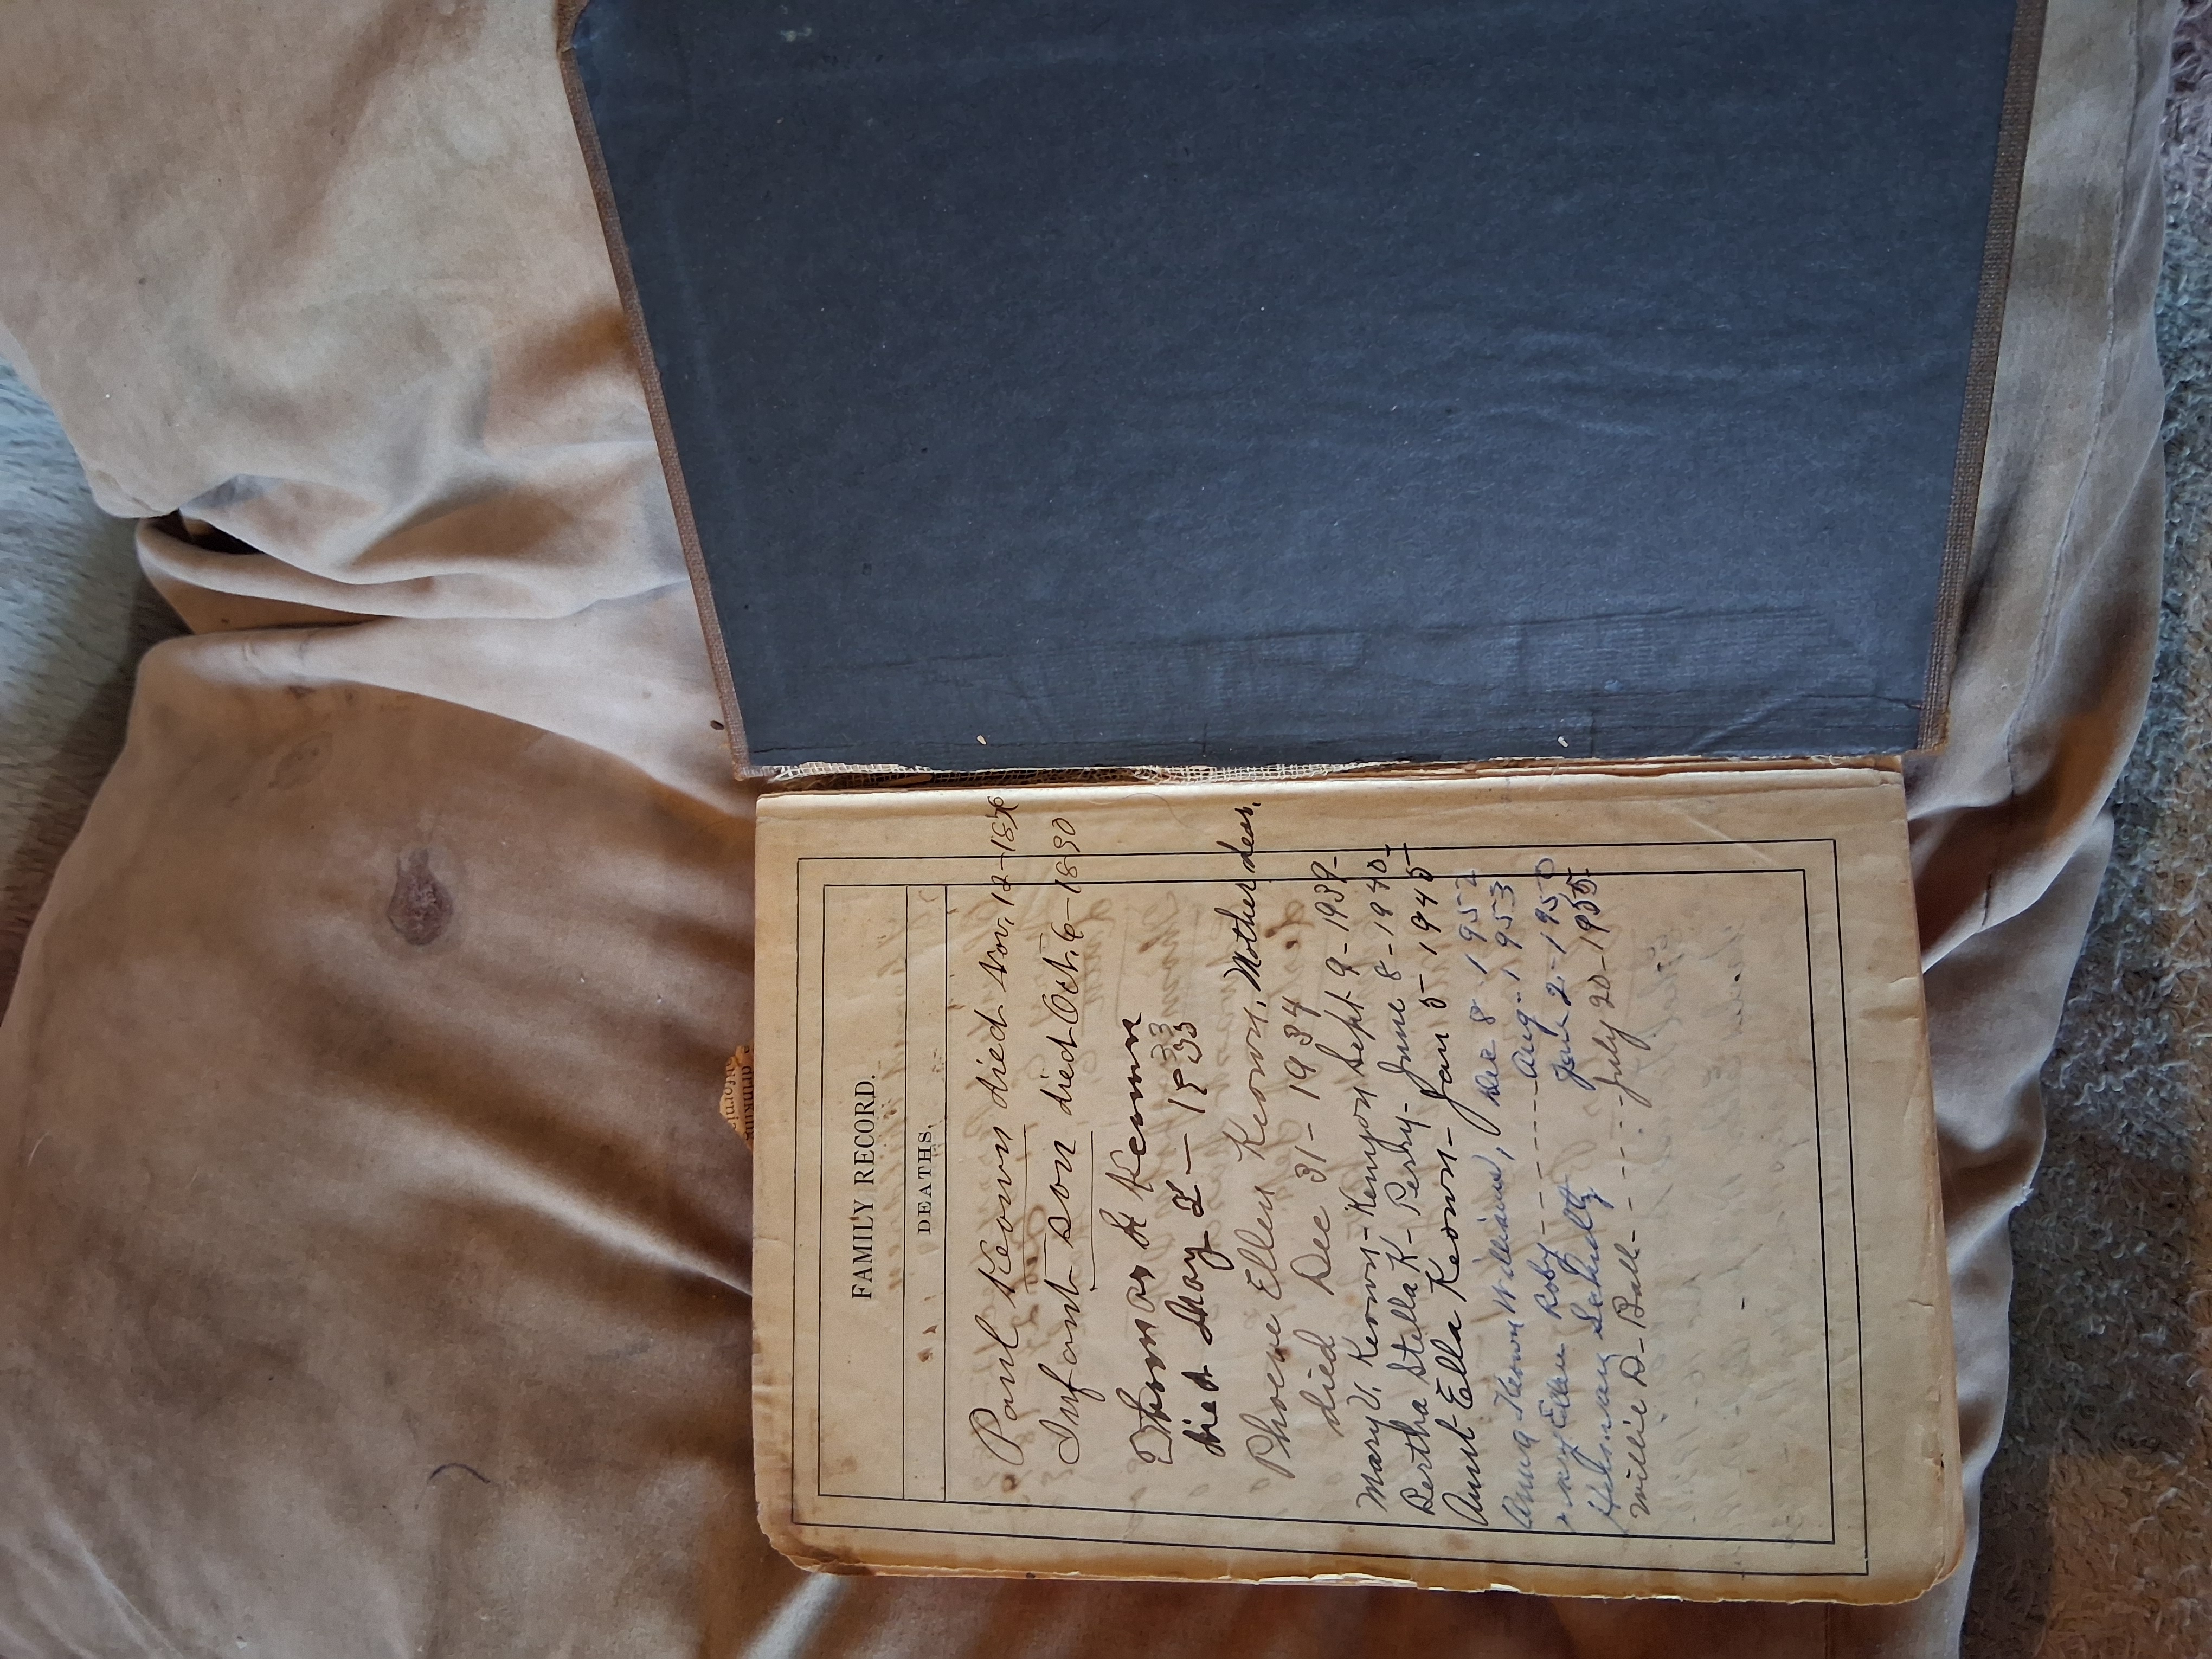 drinking
FAMILY RECORD.
DEATHS.
Paul Keown died Nov, 12-18
Infant son died Oct. 6-1890
Thomas H Keown
33
died May 2 - 1933
Phoeve Ellen Keown, Mother dear,
died Dec 31- 1934
Mary V. Keown- Kenyon Sept 9-1939-
Bertha Stella K- Perry- June 8-1940-
Aunt Ella Keown- Jan 5 1945
Anna Keown Williams, Dec 8 1952
Ellen Roby- - - - - - - Aug- 1953
Herman Schultz Jan 2-1950
Willie D- Ball- - - - - - July 20-1955-